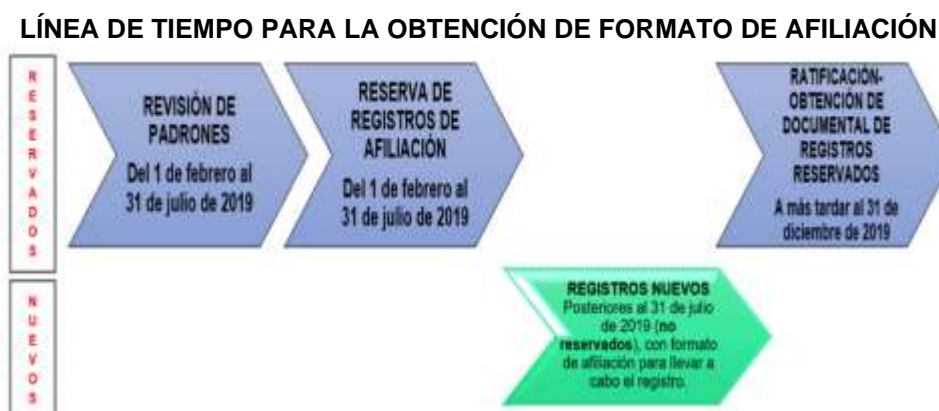 LÍNEA DE TIEMPO PARA LA OBTENCIÓN DE FORMATO DE AFILIACIÓN
RESERVADOS
REVISIÓN DE
PADRONES
Del 1 de febrero al
31 de julio de 2019
RESERVA DE
REGISTROS DE
AFILIACIÓN
Del 1 de febrero al
31 de julio de 2019
RATIFICACIÓN-
OBTENCIÓN DE
DOCUMENTAL DE
REGISTROS
RESERVADOS
A más tardar al 31 de
diciembre de 2019
NUEVOS
REGISTROS NUEVOS
Posteriores al 31 de julio
de 2019 (no
reservados), con formato
de afiliación para llevar a
cabo el registro.